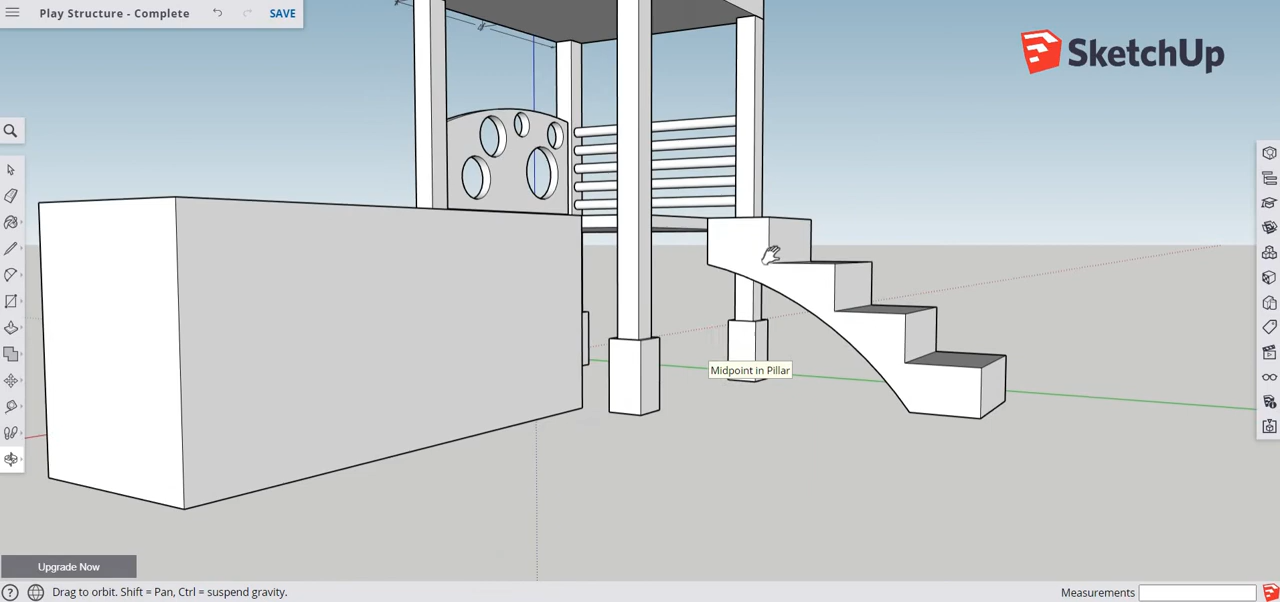 Play Structure - Complete
SAVE
SketchUp
Midpoint in Pillar
Upgrade Now
? Drag to orbit. Shift = Pan, Ctrl = suspend gravity.
Measurements